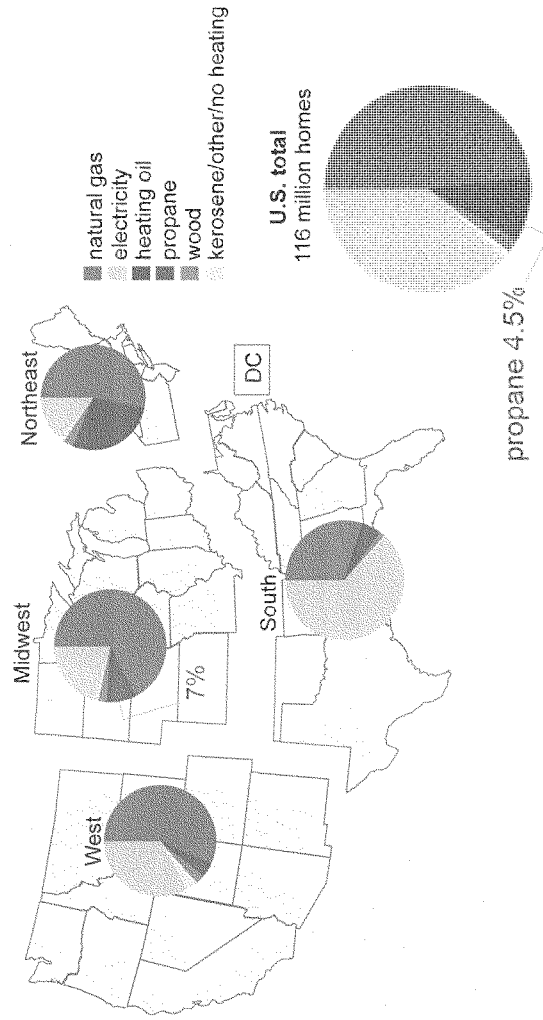 West
Midwest
7%
South
Northeast
DC
natural gas
electricity
heating oil
propane
wood
kerosene/other/no heating
U.S. total
116 million homes
propane 4.5%